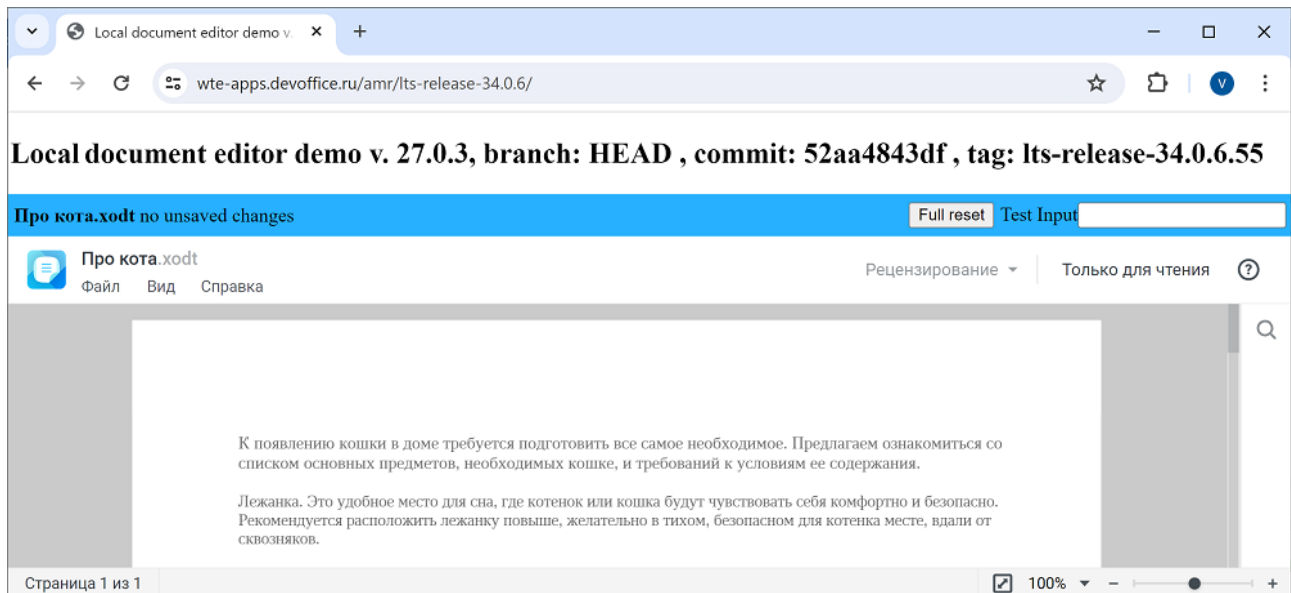 Local document editor demo v.
wte-apps.devoffice.ru/amr/lts-release-34.0.6/
V
Local document editor demo v. 27.0.3, branch: HEAD , commit: 52aa4843df , tag: lts-release-34.0.6.55
Про кота.xodt no unsaved changes
Full reset Test Input
Про кота.xodt
Файл Вид Справка
Рецензирование
Только для чтения
К появлению кошки в доме требуется подготовить все самое необходимое. Предлагаем ознакомиться со
списком основных предметов, необходимых кошке, и требований к условиям ее содержания.
Лежанка. Это удобное место для сна, где котенок или кошка будут чувствовать себя комфортно и безопасно.
Рекомендуется расположить лежанку повыше, желательно в тихом, безопасном для котенка месте, вдали от
сквозняков.
Страница 1 из 1
100%